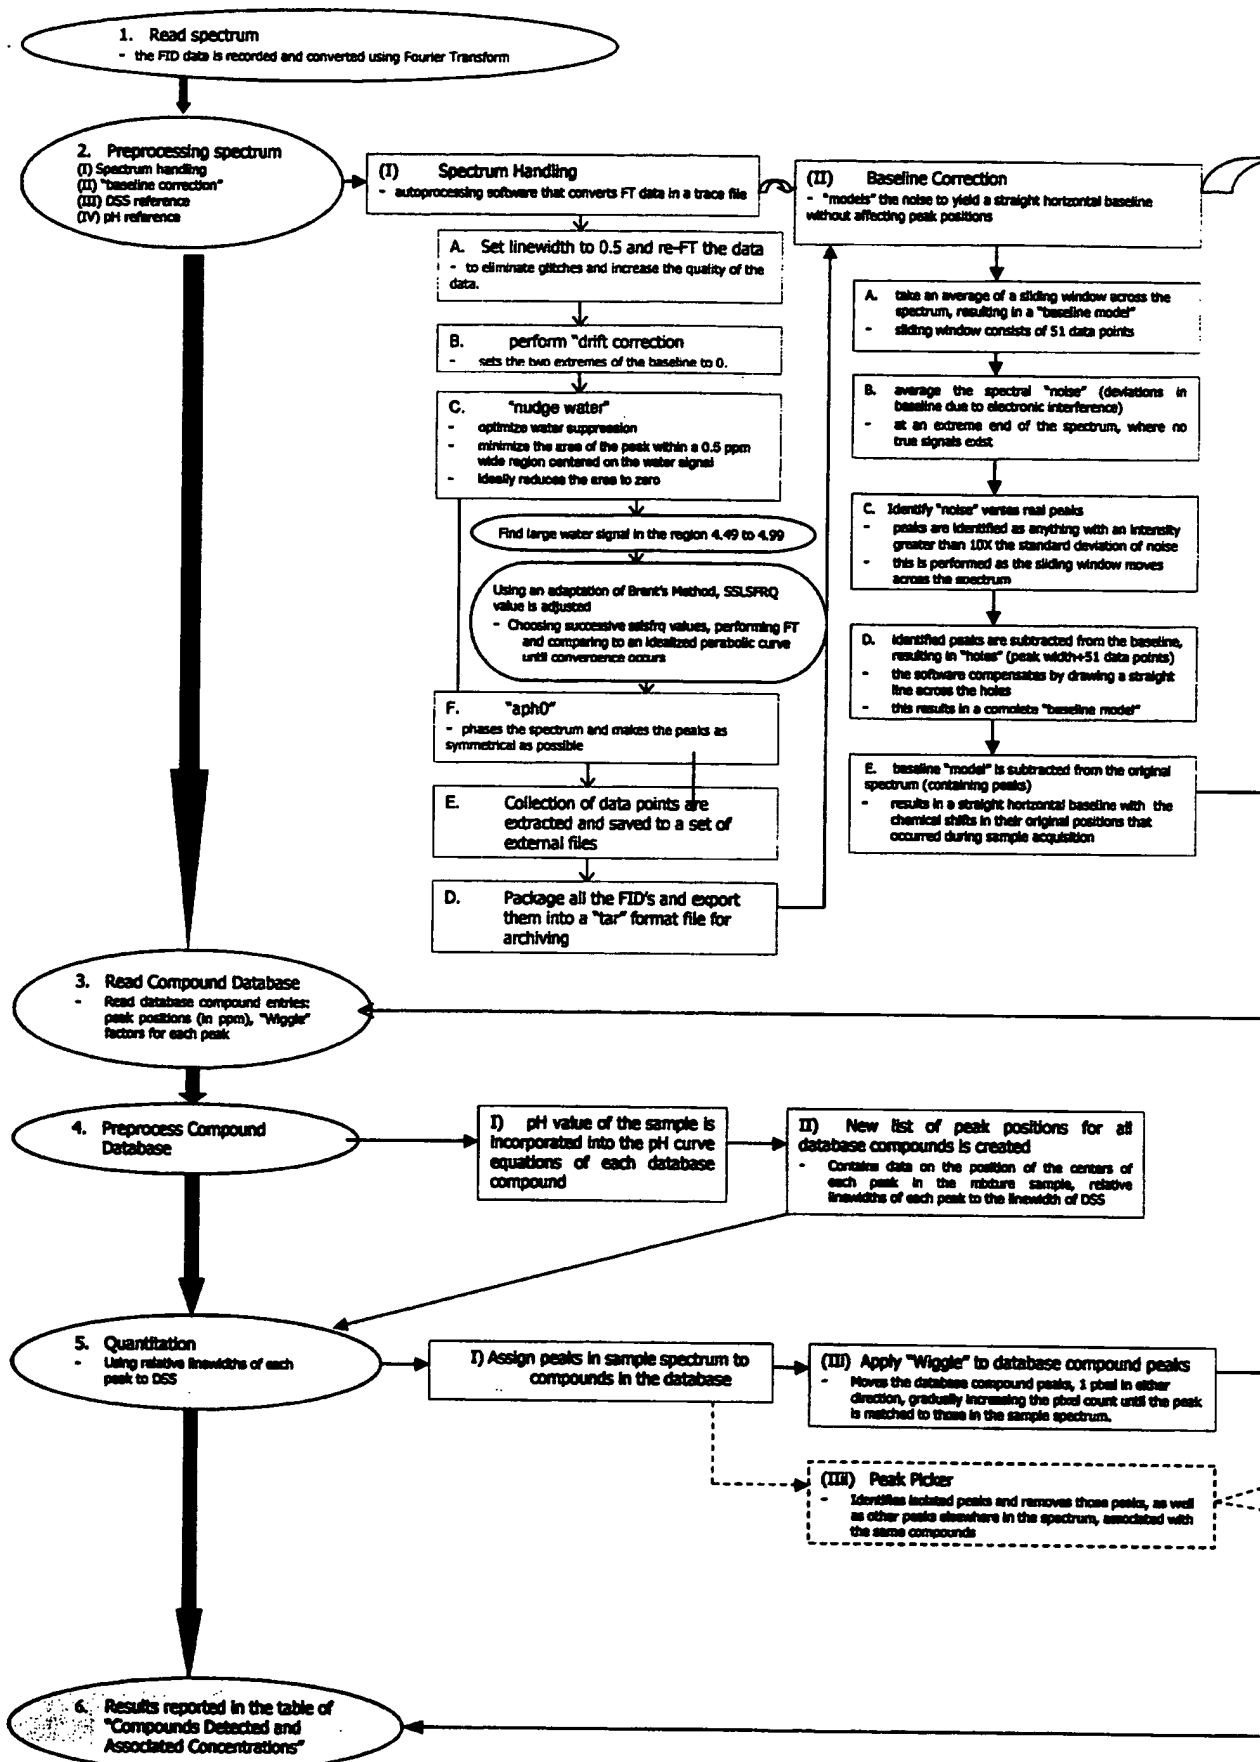 1. Read spectrum
- the FID data is recorded and converted using Fourier Transform
2. Preprocessing spectrum
(I) Spectrum handling
(II) "baseline correction"
(III) DSS reference
(IV) pH reference
(I) Spectrum Handling
- autoprocessing software that converts FT data in a trace file
A. Set linewidth to 0.5 and re-FT the data
- to eliminate glitches and increase the quality of the
data.
B. perform "drift correction
- sets the two extremes of the baseline to 0.
C. "nudge water"
- optimize water suppression
- minimize the area of the peak within a 0.5 ppm
wide region centered on the water signal
- ideally reduces the area to zero
Find large water signal in the region 4.49 to 4.99
Using an adaptation of Brent's Method, SSLSFRQ
value is adjusted
- Choosing successive sslsfrq values, performing FT
and comparing to an idealized parabolic curve
until convergence occurs
F. "aph0"
- phases the spectrum and makes the peaks as
symmetrical as possible
E. Collection of data points are
extracted and saved to a set of
external files
D. Package all the FID's and export
them into a "tar" format file for
archiving
(II) Baseline Correction
- "models" the noise to yield a straight horizontal baseline
without affecting peak positions
A. take an average of a sliding window across the
spectrum, resulting in a "baseline model"
- sliding window consists of 51 data points
B. average the spectral "noise" (deviations in
baseline due to electronic interference)
- at an extreme end of the spectrum, where no
true signals exist
C. Identify "noise" verses real peaks
- peaks are identified as anything with an intensity
greater than 10X the standard deviation of noise
- this is performed as the sliding window moves
across the spectrum
D. identified peaks are subtracted from the baseline,
resulting in "holes" (peak width+51 data points)
- the software compensates by drawing a straight
line across the holes
- this results in a complete "baseline model"
E. baseline "model" is subtracted from the original
spectrum (containing peaks)
- results in a straight horizontal baseline with the
chemical shifts in their original positions that
occurred during sample acquisition
3. Read Compound Database
- Read database compound entries:
peak positions (in ppm), "Wiggle"
factors for each peak
4. Preprocess Compound
Database
I) pH value of the sample is
incorporated into the pH curve
equations of each database
compound
II) New list of peak positions for all
database compounds is created
- Contains data on the position of the centers of
each peak in the mixture sample, relative
linewidths of each peak to the linewidth of DSS
5. Quantitation
- Using relative linewidths of each
peak to DSS
I) Assign peaks in sample spectrum to
compounds in the database
(III) Apply "Wiggle" to database compound peaks
- Moves the database compound peaks, 1 pixel in either
direction, gradually increasing the pixel count until the peak
is matched to those in the sample spectrum.
(IIii) Peak Picker
- Identifies isolated peaks and removes those peaks, as well
as other peaks elsewhere in the spectrum, associated with
the same compounds
6. Results reported in the table of
"Compounds Detected and
Associated Concentrations"